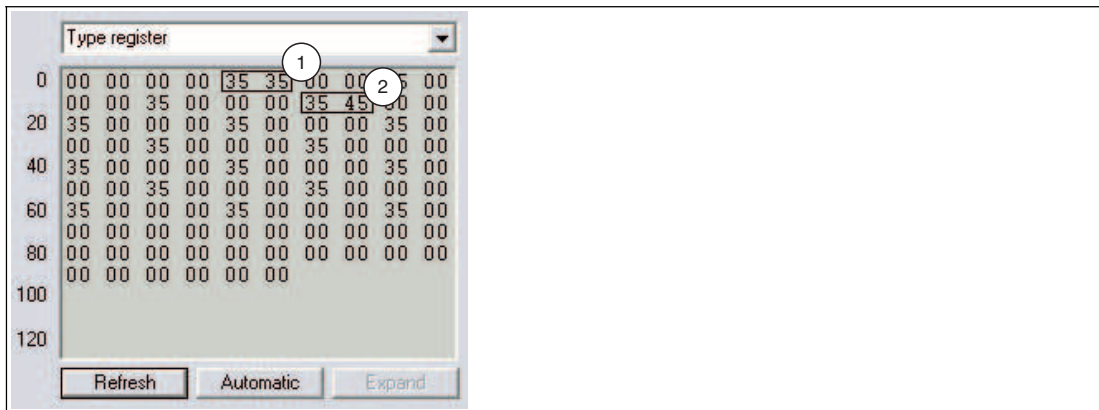 Type register
1
0 00 00 00 00 35 35 00 00 00
2
00 00 35 00 00 00 35 45 00 00
20 35 00 00 00 35 00 00 00 35 00
00 00 35 00 00 00 35 00 00 00
40 35 00 00 00 35 00 00 00 35 00
00 00 35 00 00 00 35 00 00 00
60 35 00 00 00 35 00 00 00 35 00
00 00 00 00 00 00 00 00 00 00
80 00 00 00 00 00 00 00 00 00 00
00 00 00 00 00 00
100
120
Refresh Automatic Expand